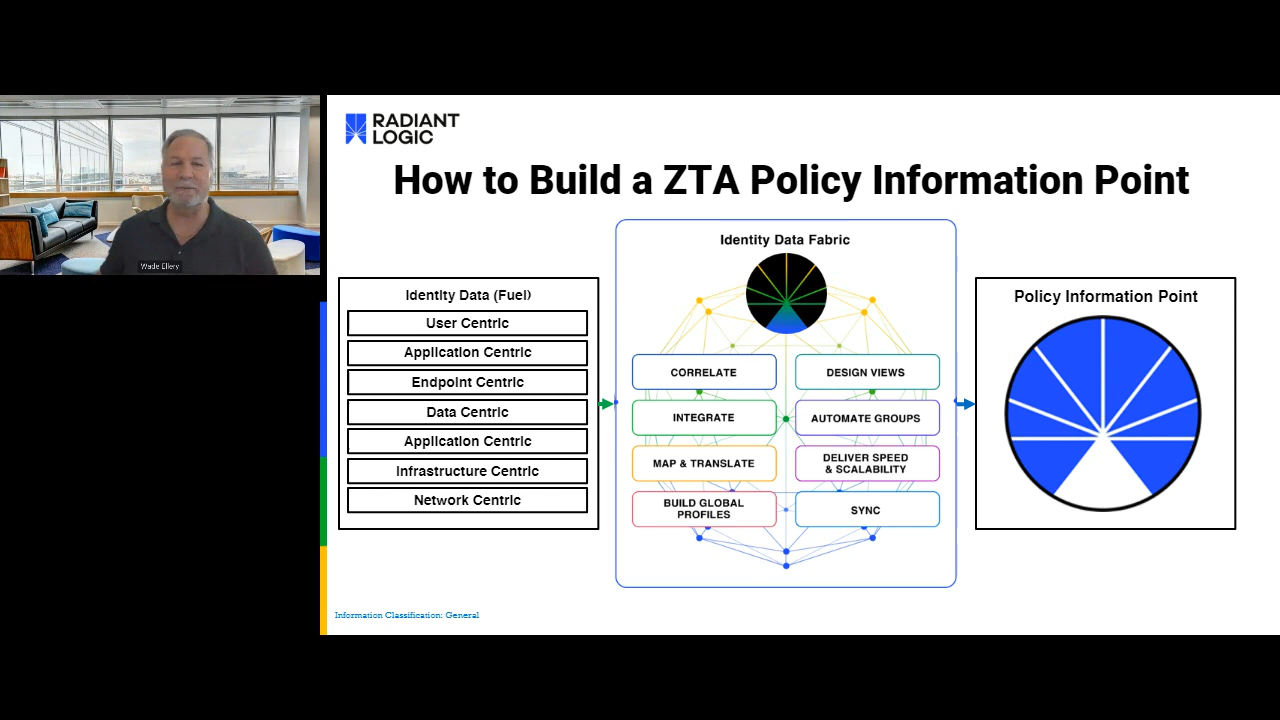 Wade Ellery
RADIANT
LOGIC
How to Build a ZTA Policy Information Point
Identity Data (Fuel)
User Centric
Application Centric
Endpoint Centric
Data Centric
Application Centric
Infrastructure Centric
Network Centric
Identity Data Fabric
CORRELATE
INTEGRATE
MAP & TRANSLATE
BUILD GLOBAL
PROFILES
DESIGN VIEWS
AUTOMATE GROUPS
DELIVER SPEED
& SCALABILITY
SYNC
Policy Information Point
Information Classification: General